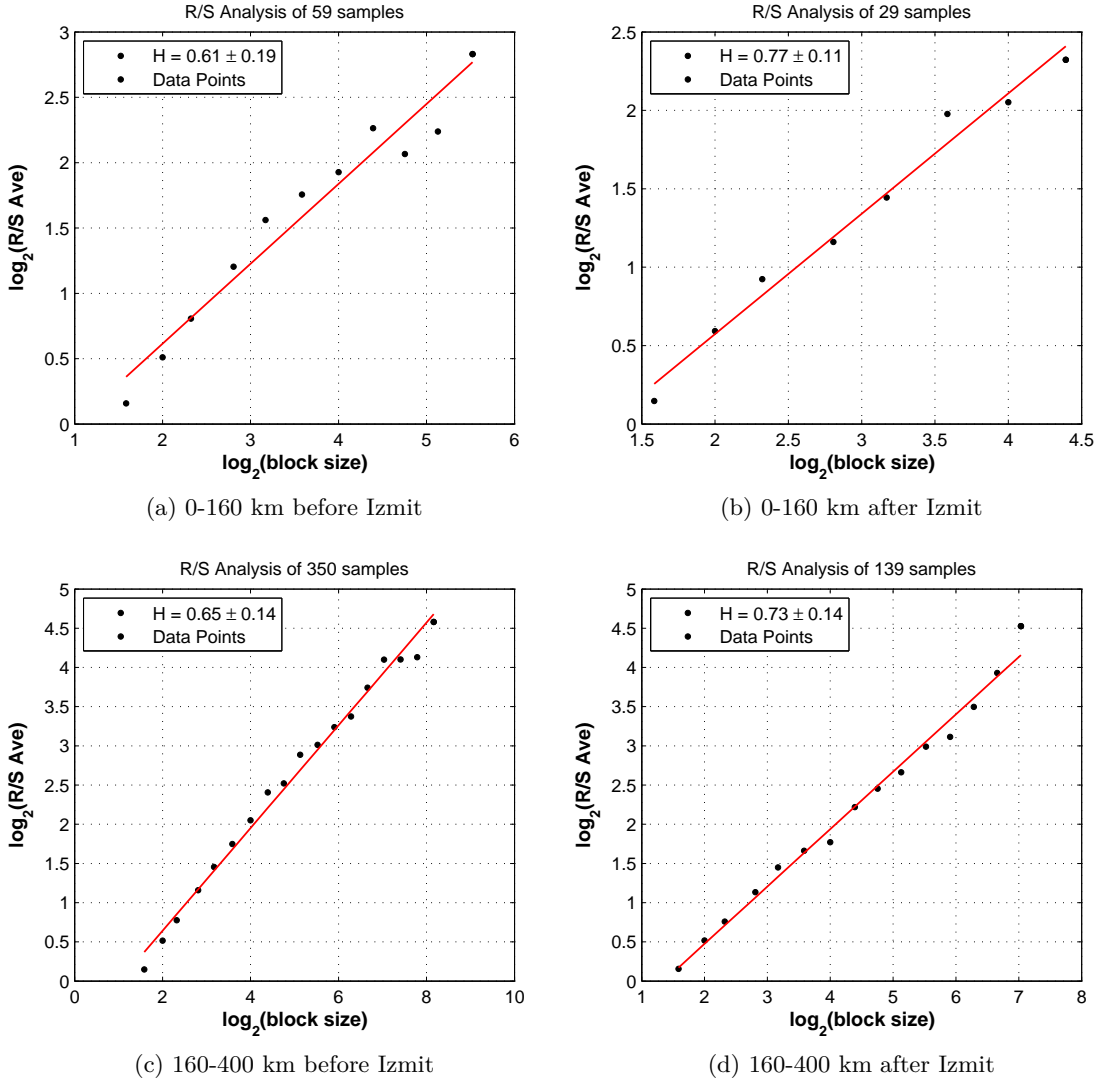 R/S Analysis of 59 samples
H = 0.61 ± 0.19
Data Points
log2(R/S Ave)
3
2.5
2
1.5
1
0.5
0
1 2 3 4 5 6
log2(block size)
(a) 0-160 km before Izmit
R/S Analysis of 29 samples
H = 0.77 ± 0.11
Data Points
log2(R/S Ave)
2.5
2
1.5
1
0.5
0
1.5 2 2.5 3 3.5 4 4.5
log2(block size)
(b) 0-160 km after Izmit
R/S Analysis of 350 samples
H = 0.65 ± 0.14
Data Points
log2(R/S Ave)
5
4.5
4
3.5
3
2.5
2
1.5
1
0.5
0
0 2 4 6 8 10
log2(block size)
(c) 160-400 km before Izmit
R/S Analysis of 139 samples
H = 0.73 ± 0.14
Data Points
log2(R/S Ave)
5
4.5
4
3.5
3
2.5
2
1.5
1
0.5
0
1 2 3 4 5 6 7 8
log2(block size)
(d) 160-400 km after Izmit